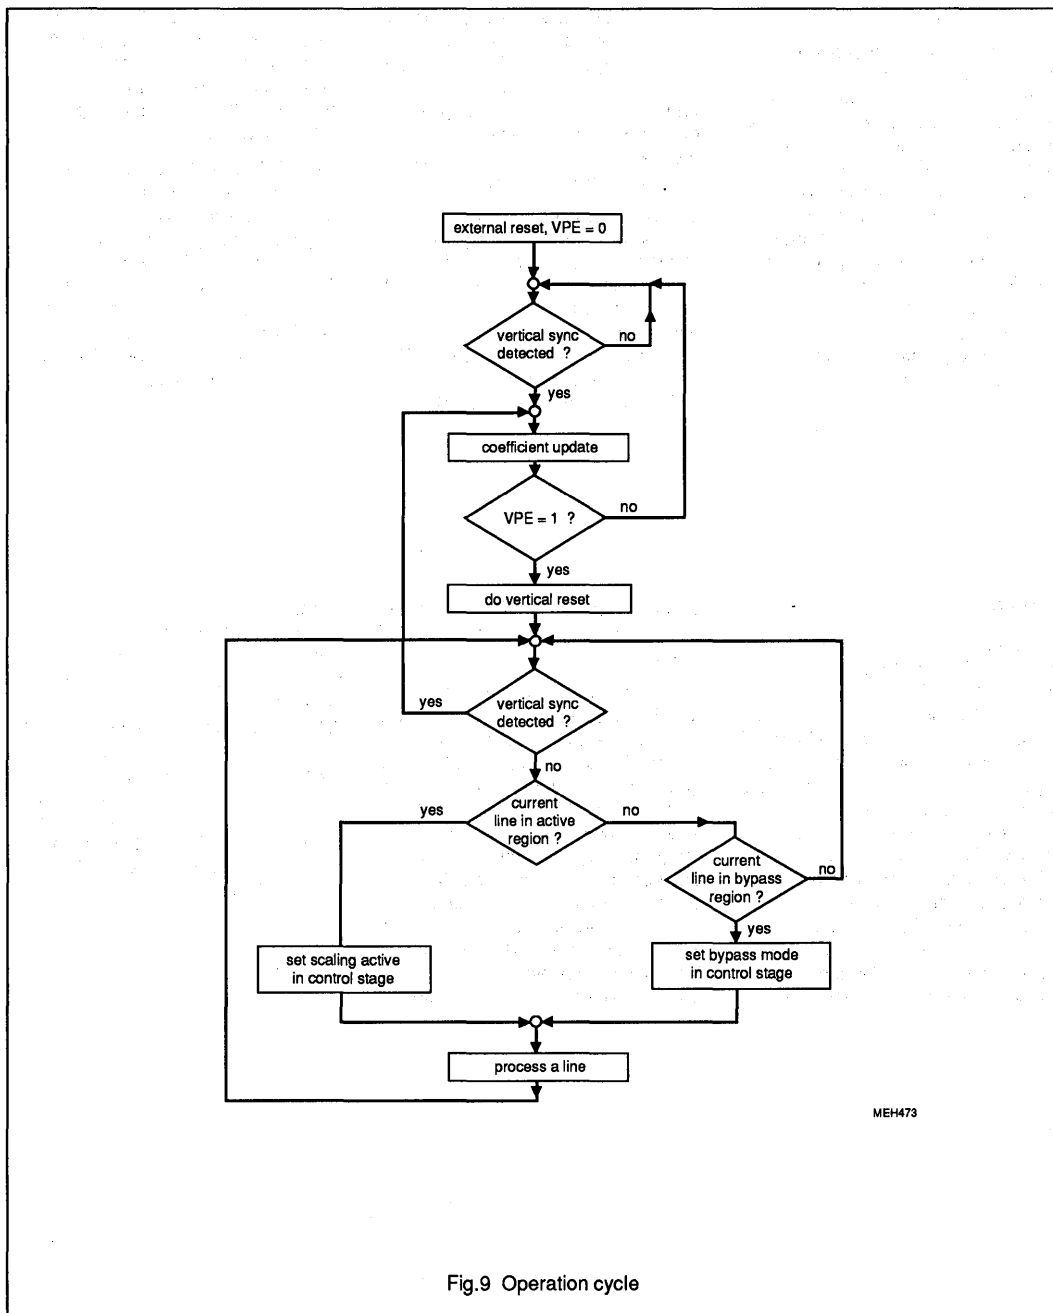 external reset, VPE = 0
vertical sync
detected ?
no
yes
coefficient update
VPE = 1 ?
no
yes
do vertical reset
vertical sync
detected ?
yes
no
current
line in active
region ?
yes
no
current
line in bypass
region ?
no
yes
set scaling active
in control stage
set bypass mode
in control stage
process a line
MEH473
Fig.9 Operation cycle